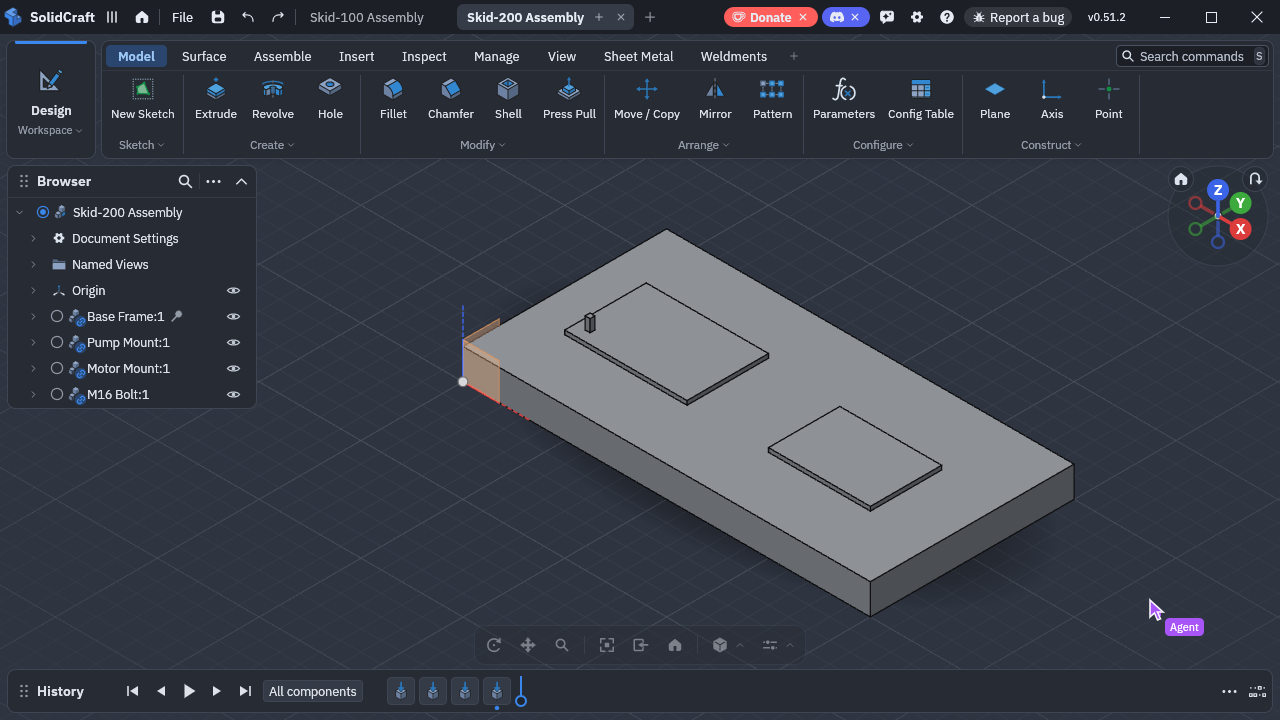 SolidCraft File Skid-100 Assembly Skid-200 Assembly Donate Report a bug v0.51.2
Design
Workspace
Model Surface Assemble Insert Inspect Manage View Sheet Metal Weldments Search commands S
New Sketch Extrude Revolve Hole Fillet Chamfer Shell Press Pull Move / Copy Mirror Pattern Parameters Config Table Plane Axis Point
Sketch Create Modify Arrange Configure Construct
Browser
Skid-200 Assembly
Document Settings
Named Views
Origin
Base Frame:1
Pump Mount:1
Motor Mount:1
M16 Bolt:1
Z
Y
X
Agent
History All components